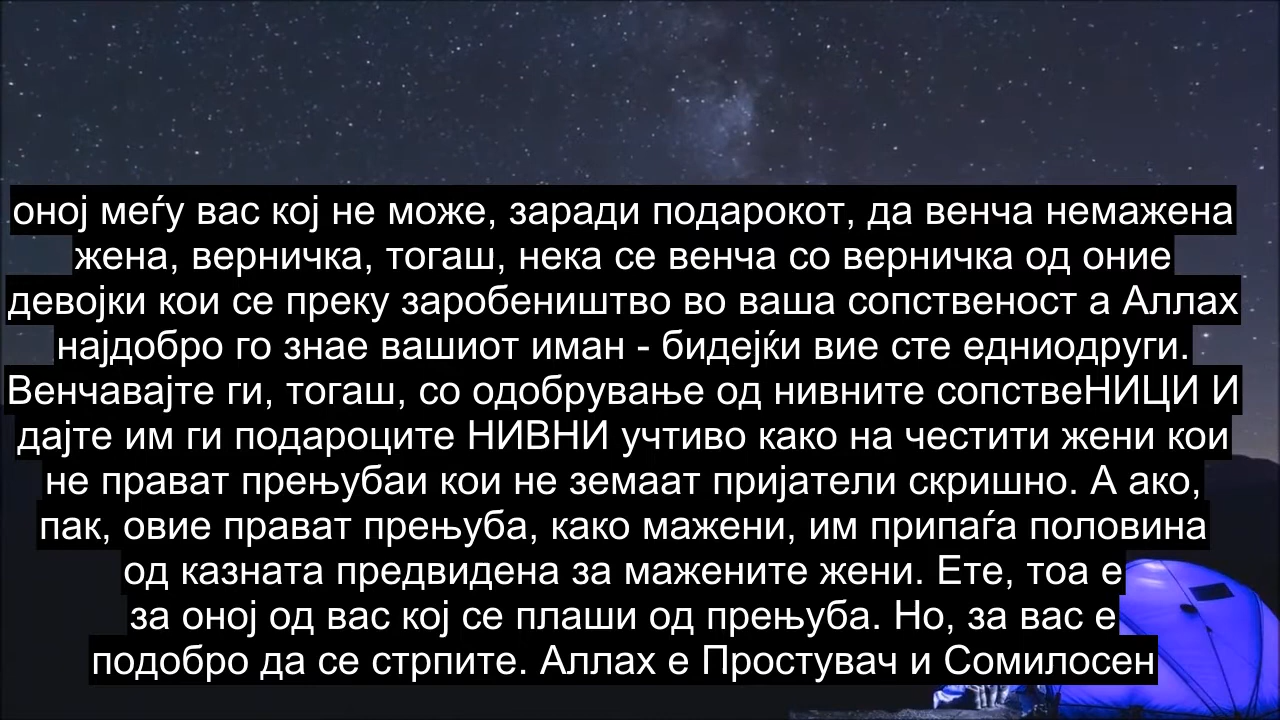 оној меѓу вас кој не може, заради подарокот, да венча немажена
жена, верничка, тогаш, нека се венча со верничка од оние
девојки кои се преку заробеништво во ваша сопственост а Аллах
најдобро го знае вашиот иман - бидејќи вие сте едниодруги.
Венчавајте ги, тогаш, со одобрување од нивните сопствеНИЦИ И
дајте им ги подароците НИВНИ учтиво како на честити жени кои
не прават прењубаи кои не земаат пријатели скришно. А ако,
пак, овие прават прењуба, како мажени, им припаѓа половина
од казната предвидена за мажените жени. Ете, тоа е
за оној од вас кој се плаши од прењуба. Но, за вас е
подобро да се стрпите. Аллах е Простувач и Сомилосен